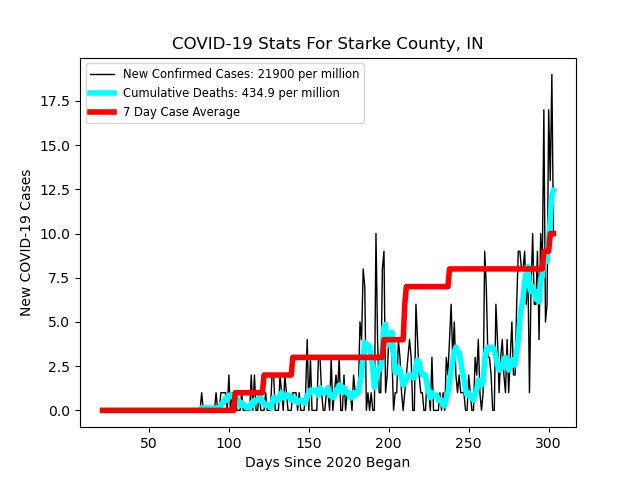 COVID-19 Stats For Starke County, IN
New Confirmed Cases: 21900 per million
Cumulative Deaths: 434.9 per million
7 Day Case Average
New COVID-19 Cases
17.5
15.0
12.5
10.0
7.5
5.0
2.5
0.0
50
100
150
200
250
300
Days Since 2020 Began